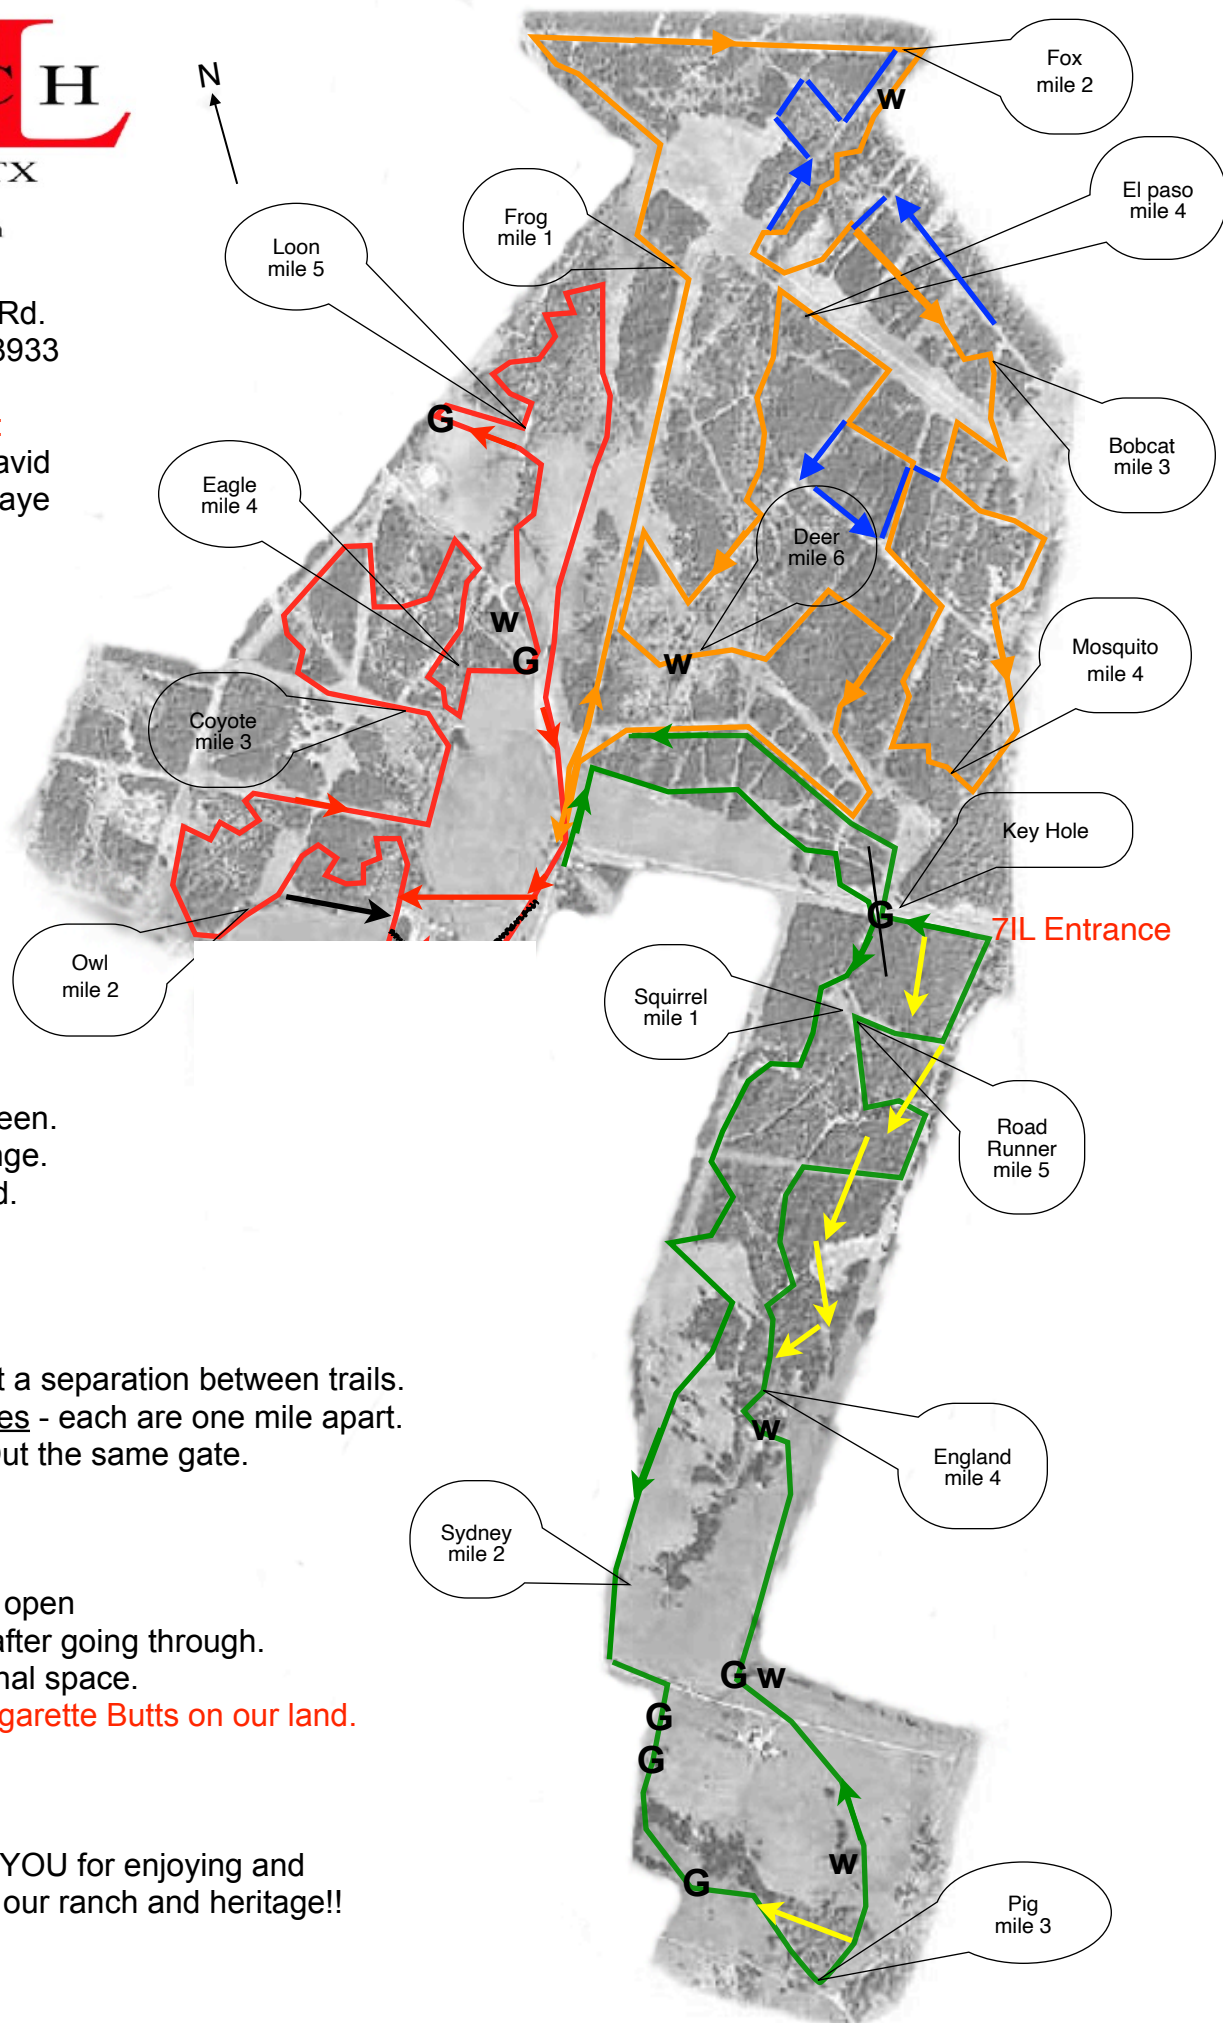 C H
TX
N
Fox
mile 2
El paso
mile 4
Frog
mile 1
Loon
mile 5
Rd.
3933
avid
aye
Bobcat
mile 3
Eagle
mile 4
Deer
mile 6
Mosquito
mile 4
Coyote
mile 3
Key Hole
7IL Entrance
Owl
mile 2
Squirrel
mile 1
Road
Runner
mile 5
een.
nge.
d.
t a separation between trails.
es - each are one mile apart.
ut the same gate.
England
mile 4
Sydney
mile 2
open
after going through.
nal space.
garette Butts on our land.
YOU for enjoying and
our ranch and heritage!!
Pig
mile 3
W
G
W
G
W
G
W
G W
G
G
W
G